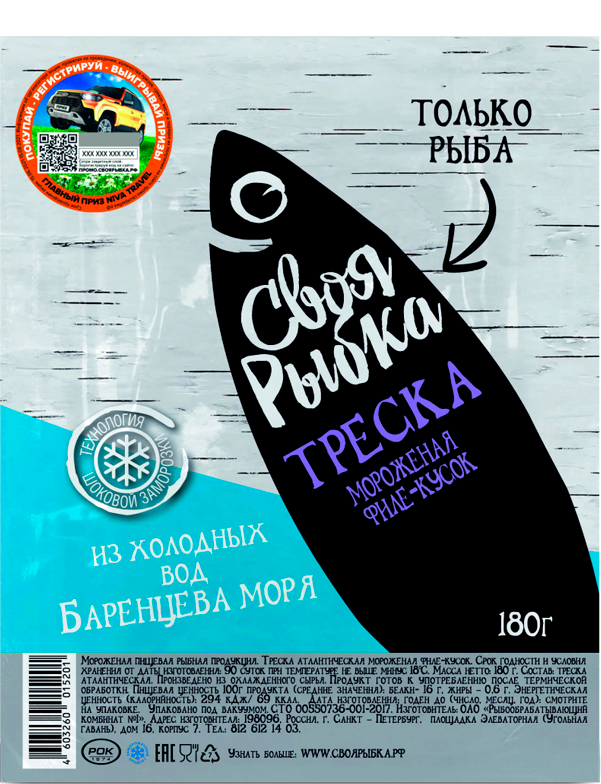 ПОКУПАЙ - РЕГИСТРИРУЙ - ВЫИГРЫВАЙ ПРИЗЫ
XXX XXX XXX XXX
ПРОМО.СВОЯРЫБКА.РФ
ГЛАВНЫЙ ПРИЗ NIVA TRAVEL
ТОЛЬКО
РЫБА
Своя
Рыбка
ТРЕСКА
МОРОЖЕНАЯ
ФИЛЕ-КУСОК
ТЕХНОЛОГИЯ
ШОКОВОЙ ЗАМОРОЗКИ
ИЗ ХОЛОДНЫХ
ВОД
БАРЕНЦЕВА МОРЯ
180г
Мороженая пищевая рыбная продукция. Треска атлантическая мороженая филе-кусок. Срок годности и условия
хранения от даты изготовления: 90 суток при температуре не выше минус 18°С. Масса нетто 180 г. Состав: треска
атлантическая. Произведено из охлажденного сырья. Продукт готов к употреблению после термической
обработки. Пищевая ценность 100г продукта (средние значения): белки- 16 г, жиры - 0,6 г. Энергетическая
ценность (калорийность): 294 кДж/ 69 ккал. Дата изготовления: годен до (число, месяц, год): смотрите
на упаковке. Упаковано под вакуумом. СТО 00550736-001-2017. Изготовитель: ОАО «Рыбообрабатывающий
комбинат №1». Адрес изготовителя: 198096, Россия, г. Санкт - Петербург, площадка Элеваторная (Угольная
гавань), дом 16, корпус 7. Тел.: 812 612 14 03.
4 603260 015201
РОК
1974
ЕАС
Узнать больше: WWW.СВОЯРЫБКА.РФ